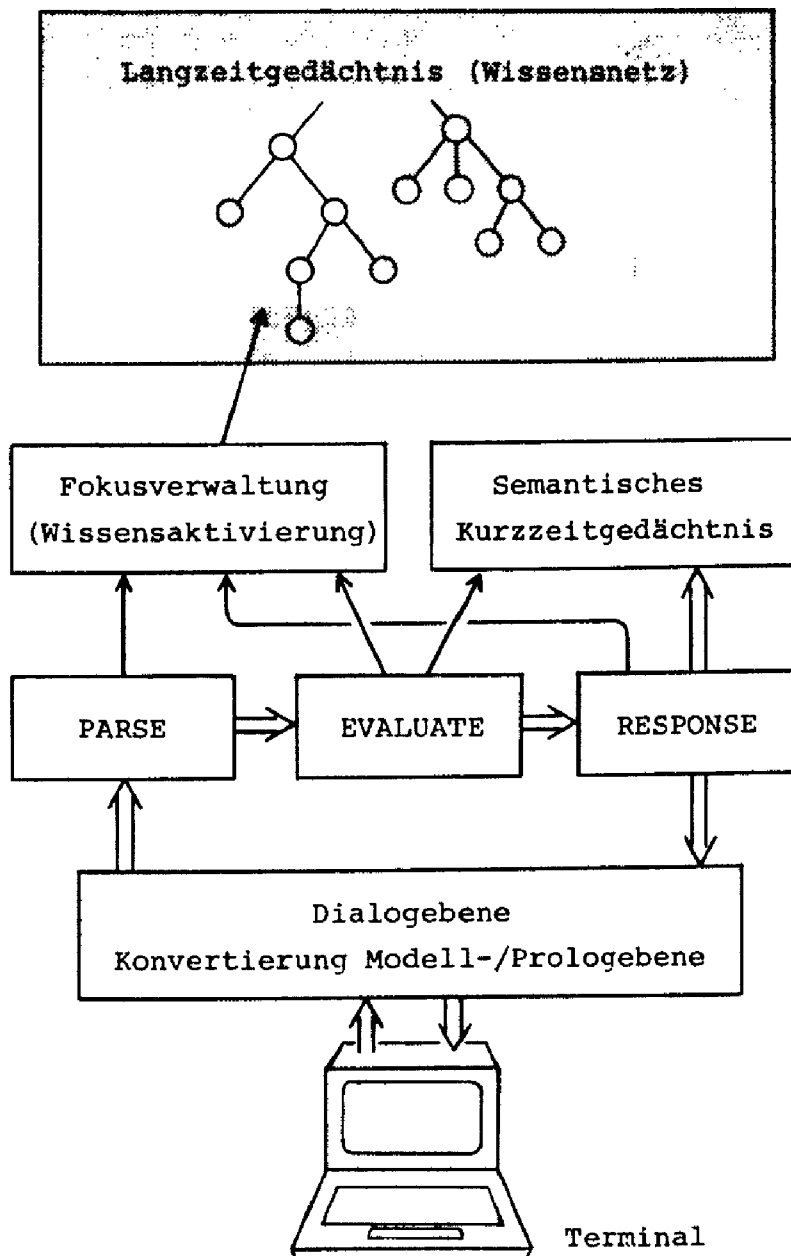 Langzeitgedächtnis (Wissensnetz)
Fokusverwaltung
(Wissensaktivierung)
Semantisches
Kurzzeitgedächtnis
PARSE
EVALUATE
RESPONSE
Dialogebene
Konvertierung Modell-/Prologebene
Terminal